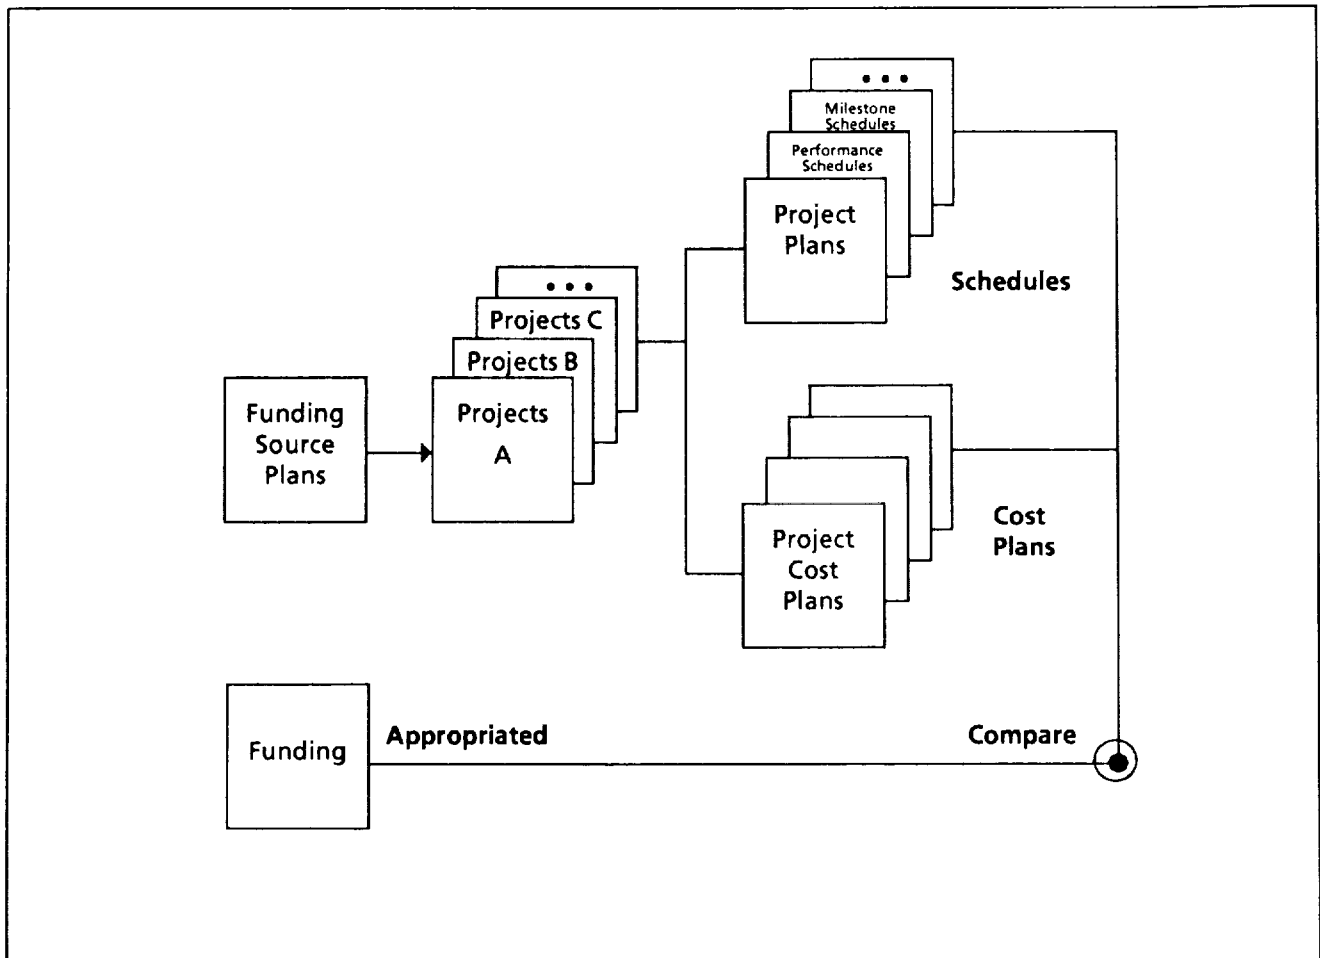 • • •
Milestone
Schedules
Performance
Schedules
Project
Plans
Schedules
• • •
Projects C
Projects B
Projects
A
Funding
Source
Plans
Project
Cost
Plans
Cost
Plans
Funding
Appropriated
Compare